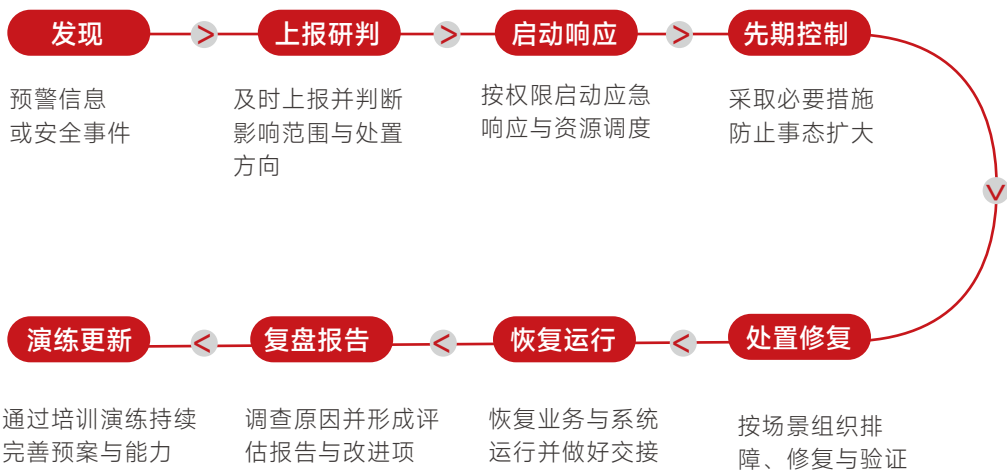 发现
上报研判
启动响应
先期控制
预警信息
或安全事件
及时上报并判断
影响范围与处置
方向
按权限启动应急
响应与资源调度
采取必要措施
防止事态扩大
演练更新
复盘报告
恢复运行
处置修复
通过培训演练持续
完善预案与能力
调查原因并形成评
估报告与改进项
恢复业务与系统
运行并做好交接
按场景组织排
障、修复与验证